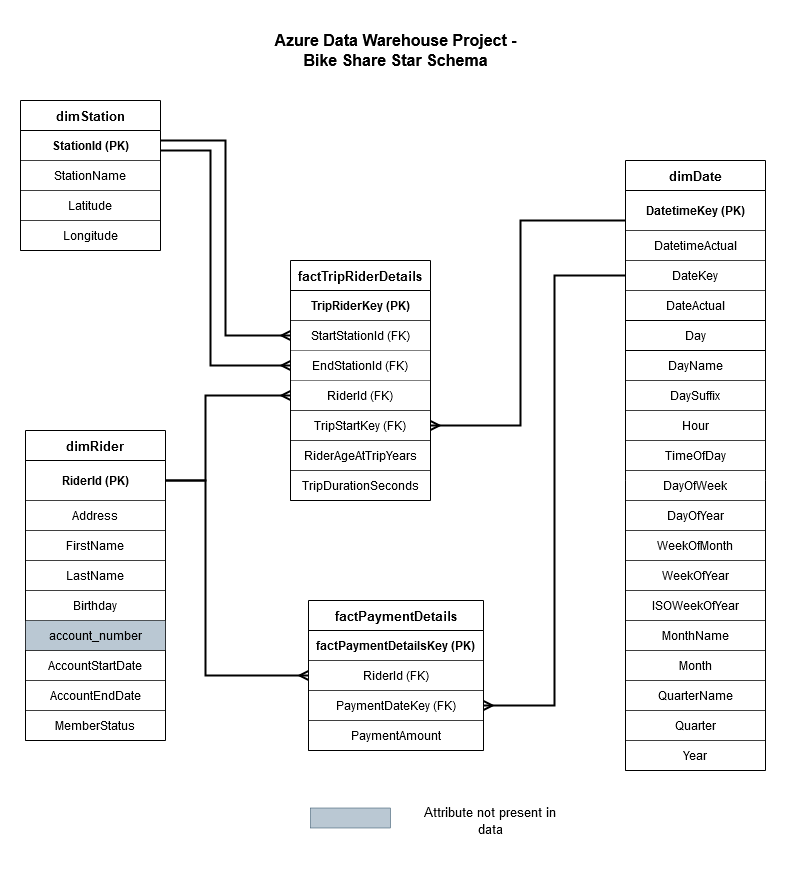 Azure Data Warehouse Project -
Bike Share Star Schema
dimStation
StationId (PK)
StationName
Latitude
Longitude
factTripRiderDetails
TripRiderKey (PK)
StartStationId (FK)
EndStationId (FK)
RiderId (FK)
TripStartKey (FK)
RiderAgeAtTripYears
TripDurationSeconds
dimDate
DatetimeKey (PK)
DatetimeActual
DateKey
DateActual
Day
DayName
DaySuffix
Hour
TimeOfDay
DayOfWeek
DayOfYear
WeekOfMonth
WeekOfYear
ISOWeekOfYear
MonthName
Month
QuarterName
Quarter
Year
dimRider
RiderId (PK)
Address
FirstName
LastName
Birthday
account_number
AccountStartDate
AccountEndDate
MemberStatus
factPaymentDetails
factPaymentDetailsKey (PK)
RiderId (FK)
PaymentDateKey (FK)
PaymentAmount
Attribute not present in
data